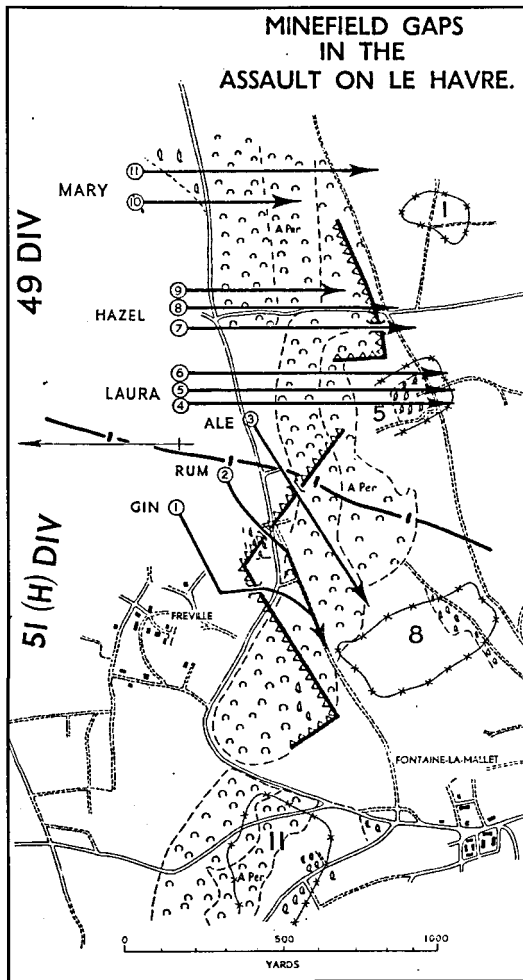 MINEFIELD GAPS
IN THE
ASSAULT ON LE HAVRE.
11
MARY
10
1
A Per
49 DIV
9
8
HAZEL
7
6
5
LAURA
4
5
ALE 3
RUM
2
A Per
GIN 1
51 (H) DIV
FREVILLE
8
FONTAINE-LA-MALLET
11
A Per
0 500 1000
YARDS